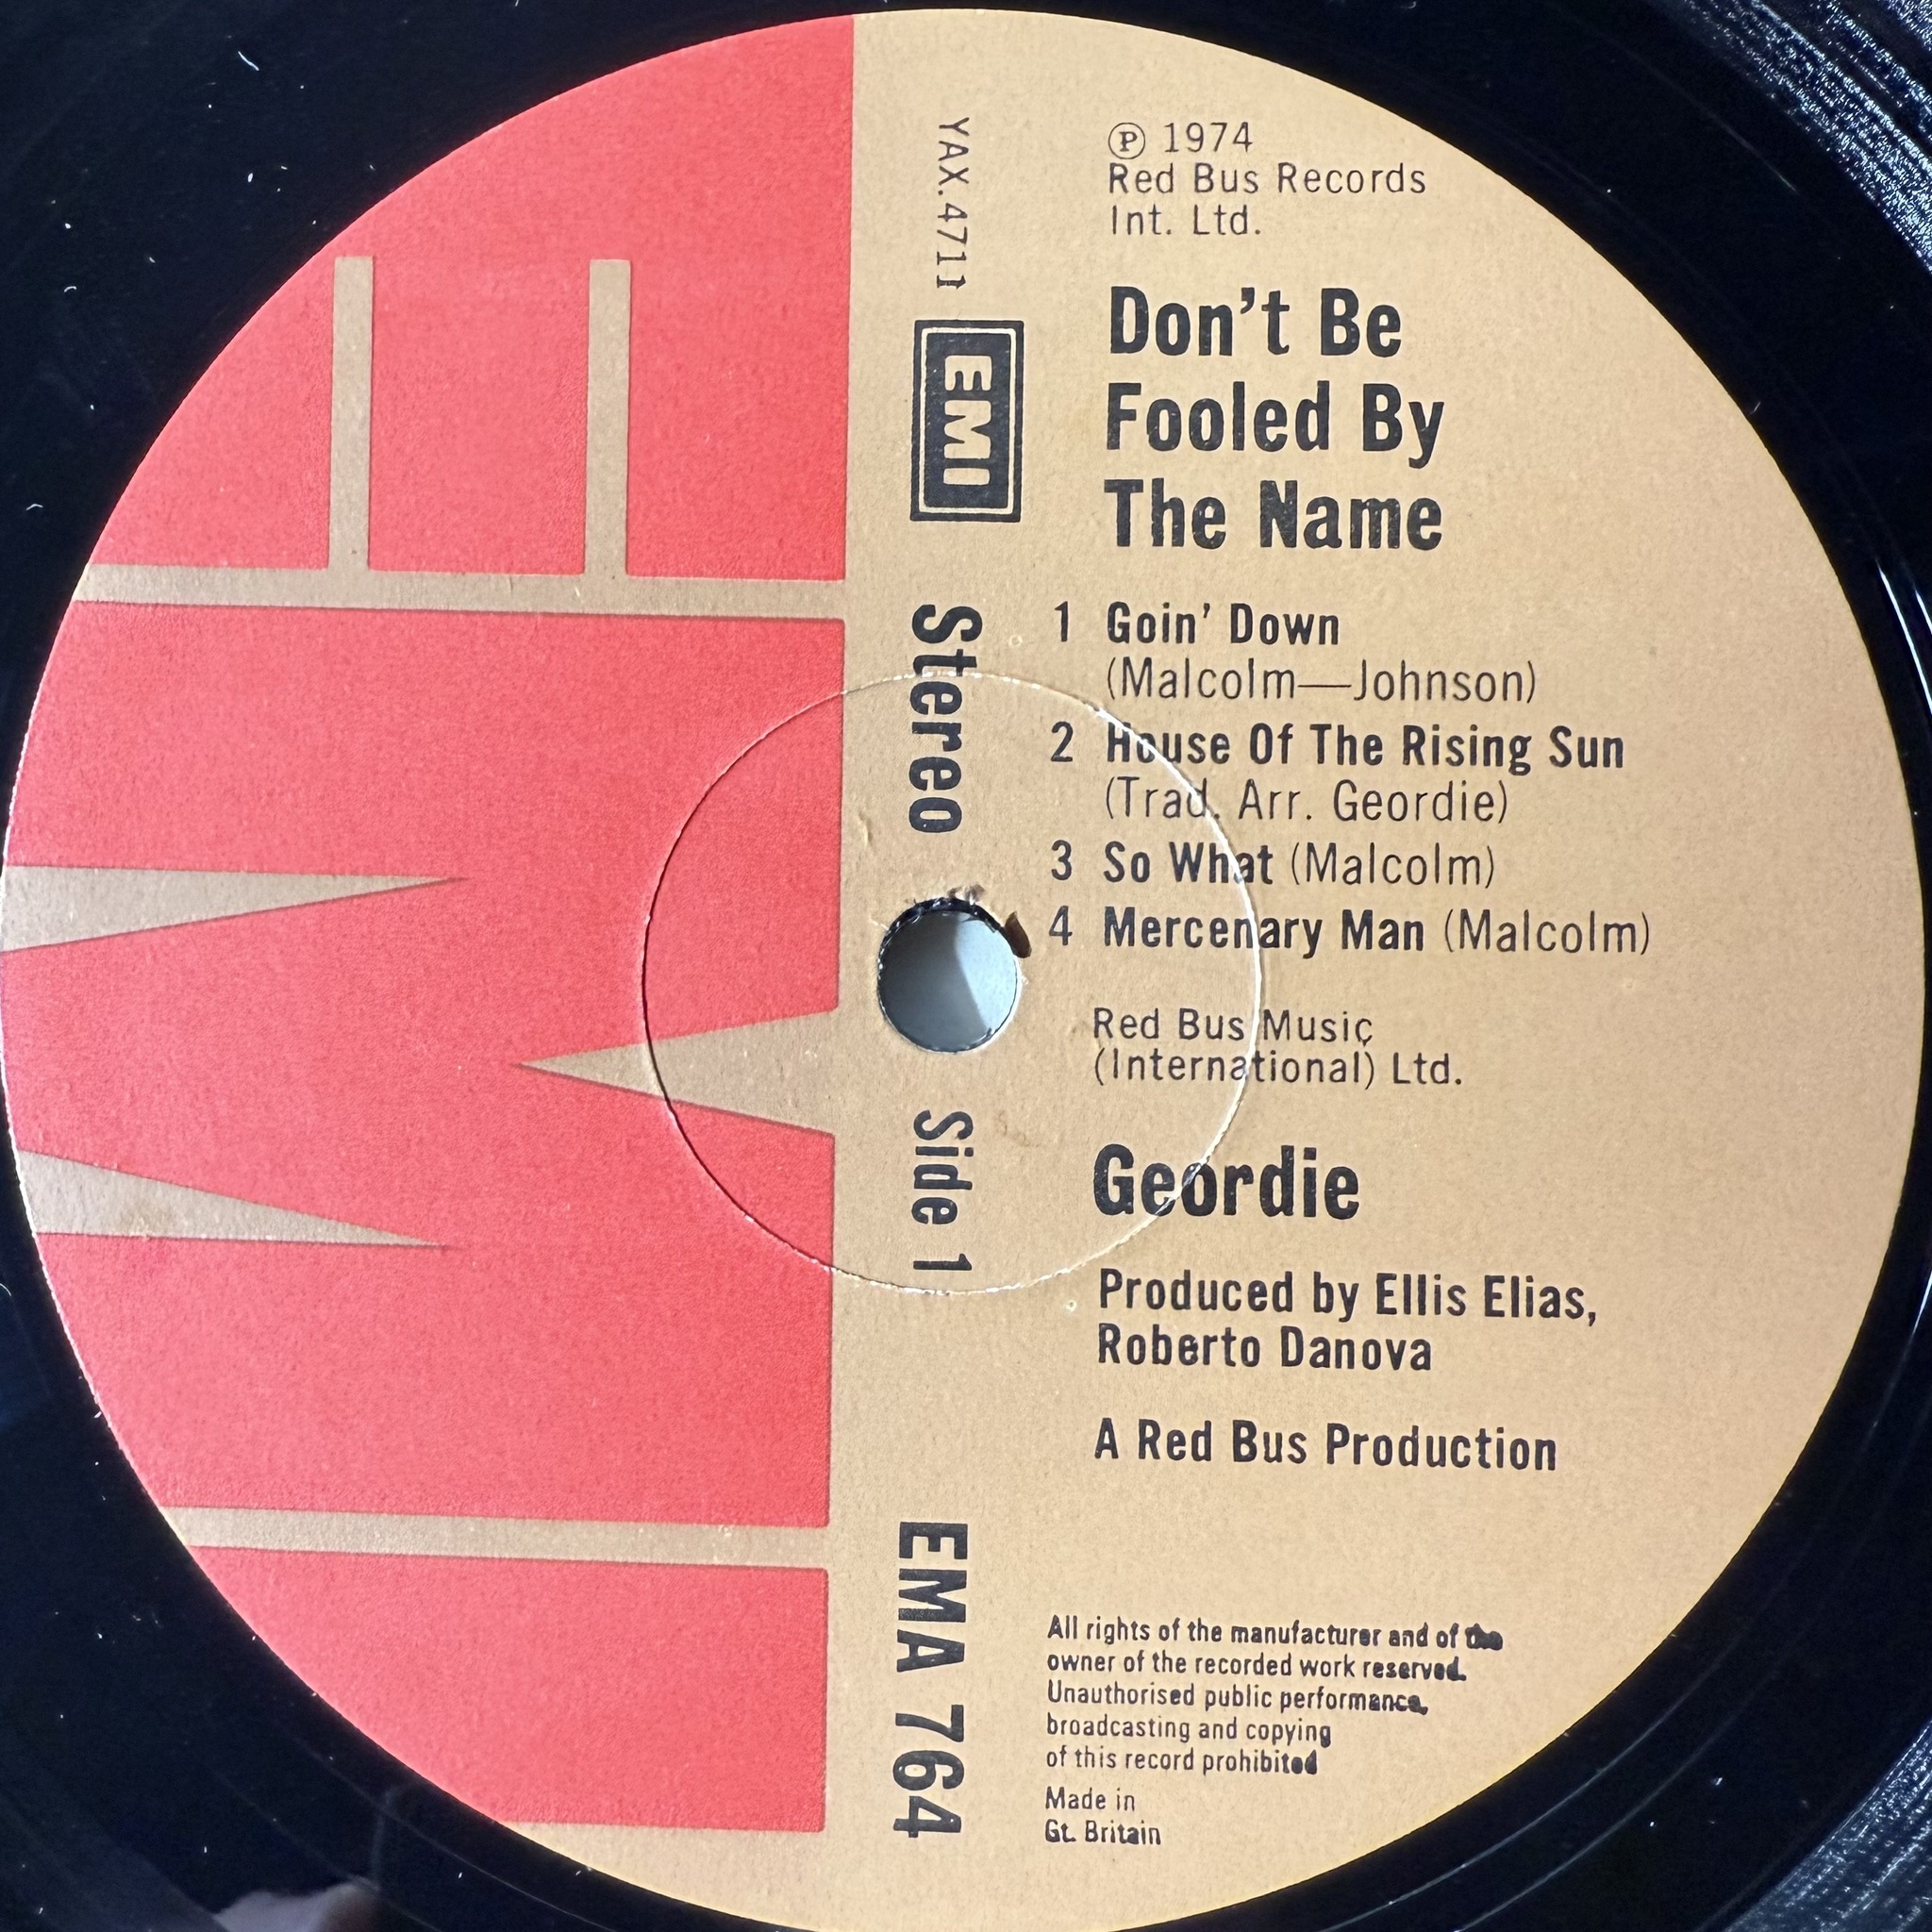 ℗ 1974
Red Bus Records
Int. Ltd.
Don't Be
Fooled By
The Name
1 Goin' Down
(Malcolm—Johnson)
2 House Of The Rising Sun
(Trad. Arr. Geordie)
3 So What (Malcolm)
4 Mercenary Man (Malcolm)
Red Bus Music
(International) Ltd.
Geordie
Produced by Ellis Elias,
Roberto Danova
A Red Bus Production
All rights of the manufacturer and of the
owner of the recorded work reserved.
Unauthorised public performance,
broadcasting and copying
of this record prohibited
Made in
Gt. Britain
YAX.4711
EMI
Stereo
Side 1
EMA 764
EMI